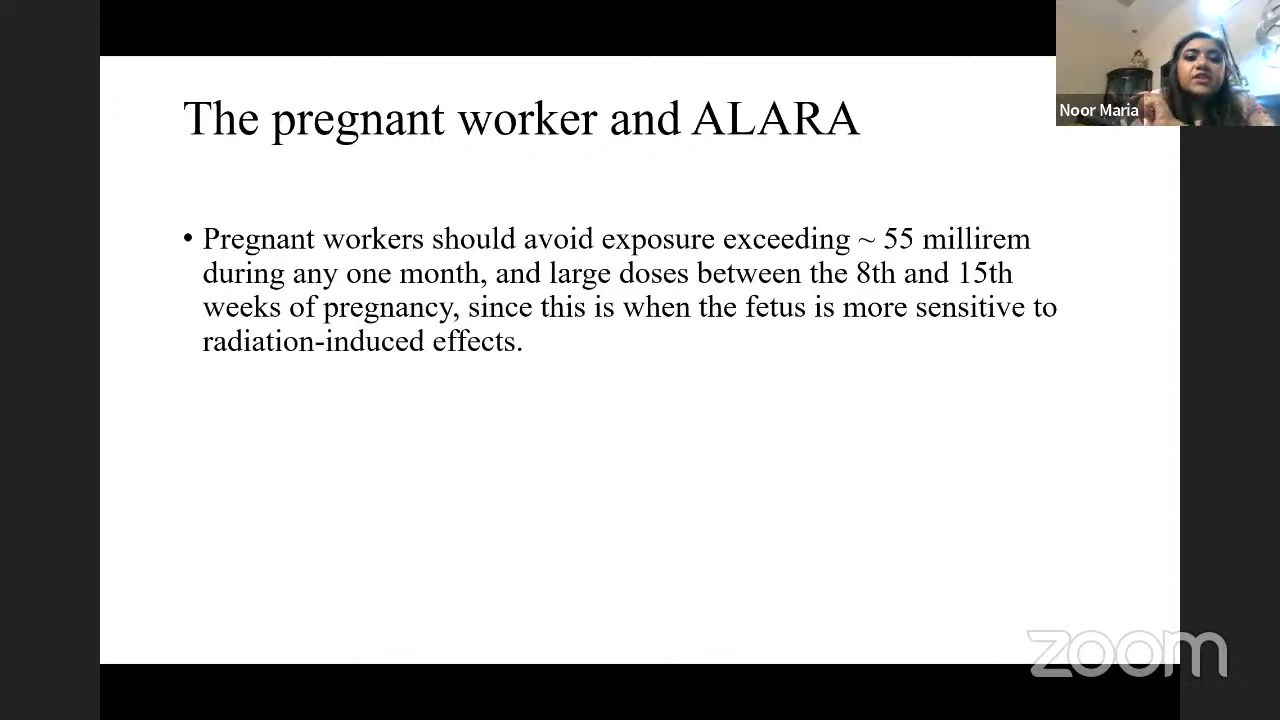 The pregnant worker and ALARA
Noor Maria
• Pregnant workers should avoid exposure exceeding ~ 55 millirem
during any one month, and large doses between the 8th and 15th
weeks of pregnancy, since this is when the fetus is more sensitive to
radiation-induced effects.
zoom